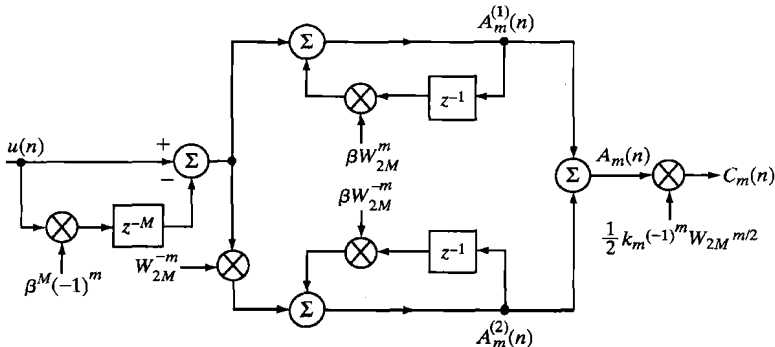 Σ
A_m^{(1)}(n)
z^{-1}
βW_{2M}^{m}
u(n)
+
Σ
−
z^{-M}
β^M(-1)^m
W_{2M}^{-m}
βW_{2M}^{-m}
z^{-1}
Σ
A_m^{(2)}(n)
Σ
A_m(n)
C_m(n)
\frac{1}{2} k_m(-1)^m W_{2M}^{m/2}